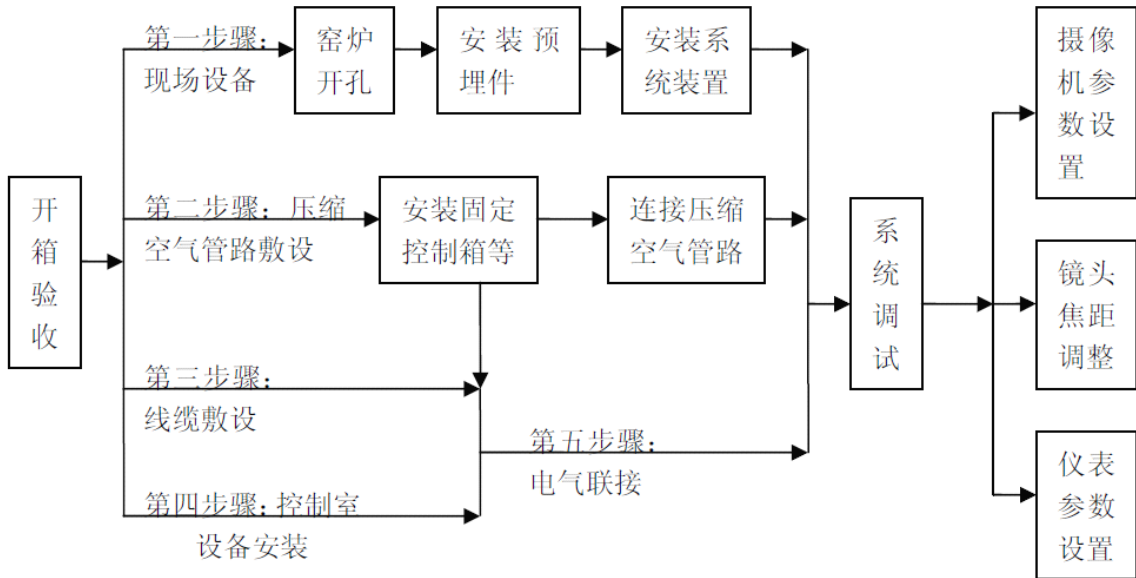 开
箱
验
收
第一步骤：
现场设备
窑炉
开孔
安装预
埋件
安装系
统装置
第二步骤：压缩
空气管路敷设
安装固定
控制箱等
连接压缩
空气管路
第三步骤：
线缆敷设
第四步骤：控制室
设备安装
第五步骤：
电气联接
系
统
调
试
摄像
机参
数设
置
镜头
焦距
调整
仪表
参数
设置